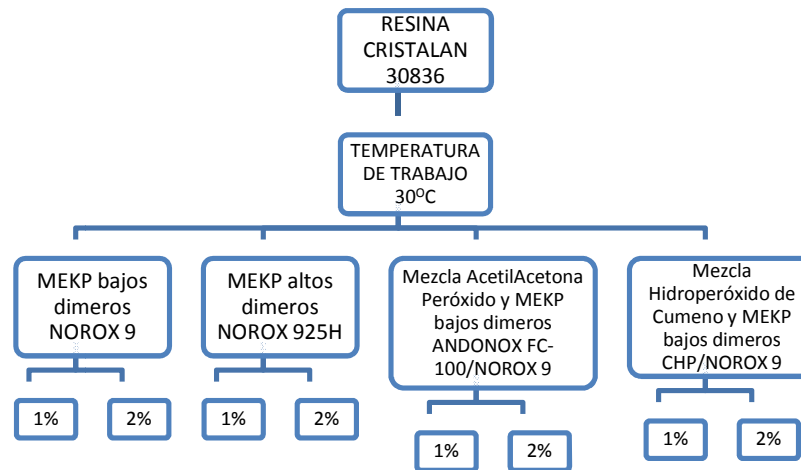 RESINA
CRISTALAN
30836
TEMPERATURA
DE TRABAJO
30⁰C
MEKP bajos
dimeros
NOROX 9
MEKP altos
dimeros
NOROX 925H
Mezcla AcetilAcetona
Peróxido y MEKP
bajos dimeros
ANDONOX FC-
100/NOROX 9
Mezcla
Hidroperóxido de
Cumeno y MEKP
bajos dimeros
CHP/NOROX 9
1%
2%
1%
2%
1%
2%
1%
2%